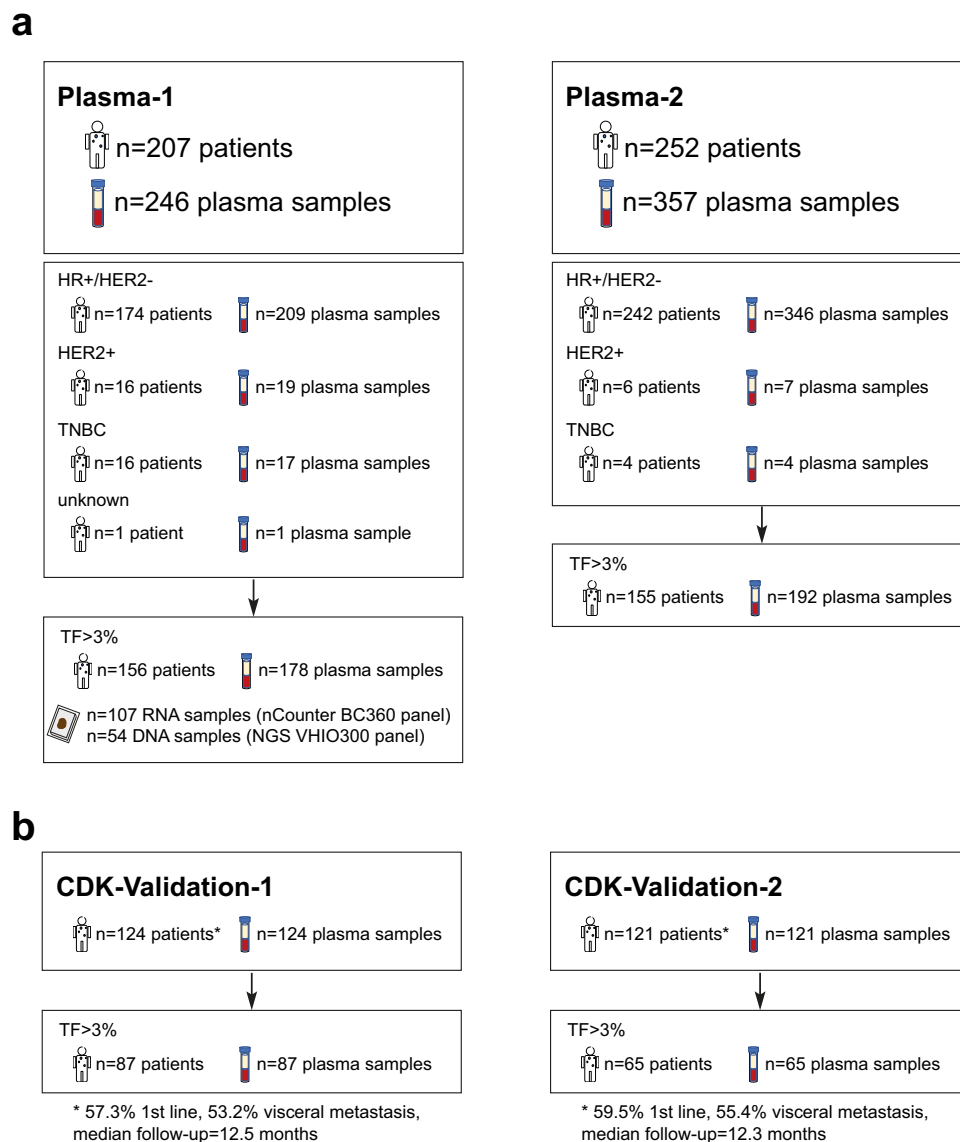 a
Plasma-1
n=207 patients
n=246 plasma samples
HR+/HER2-
n=174 patients n=209 plasma samples
HER2+
n=16 patients n=19 plasma samples
TNBC
n=16 patients n=17 plasma samples
unknown
n=1 patient n=1 plasma sample
TF>3%
n=156 patients n=178 plasma samples
n=107 RNA samples (nCounter BC360 panel)
n=54 DNA samples (NGS VHIO300 panel)
Plasma-2
n=252 patients
n=357 plasma samples
HR+/HER2-
n=242 patients n=346 plasma samples
HER2+
n=6 patients n=7 plasma samples
TNBC
n=4 patients n=4 plasma samples
TF>3%
n=155 patients n=192 plasma samples
b
CDK-Validation-1
n=124 patients* n=124 plasma samples
TF>3%
n=87 patients n=87 plasma samples
* 57.3% 1st line, 53.2% visceral metastasis,
median follow-up=12.5 months
CDK-Validation-2
n=121 patients* n=121 plasma samples
TF>3%
n=65 patients n=65 plasma samples
* 59.5% 1st line, 55.4% visceral metastasis,
median follow-up=12.3 months